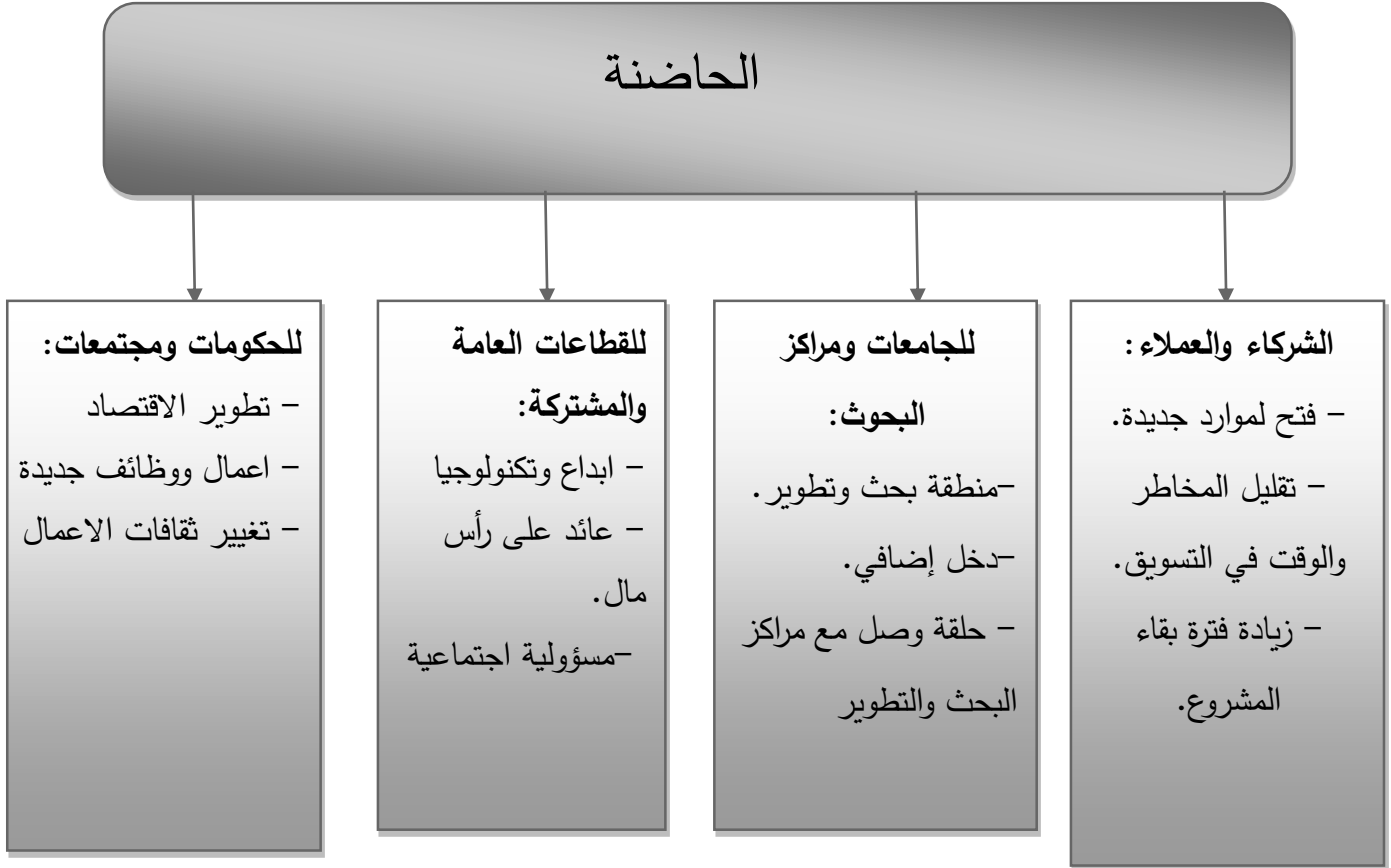 الحاضنة
الشركاء والعملاء:
– فتح لموارد جديدة.
– تقليل المخاطر
والوقت في التسويق.
– زيادة فترة بقاء
المشروع.
للجامعات ومراكز
البحوث:
–منطقة بحث وتطوير.
–دخل إضافي.
– حلقة وصل مع مراكز
البحث والتطوير
للقطاعات العامة
والمشتركة:
– ابداع وتكنولوجيا
– عائد على رأس
مال.
–مسؤولية اجتماعية
للحكومات ومجتمعات:
– تطوير الاقتصاد
– اعمال ووظائف جديدة
– تغيير ثقافات الاعمال